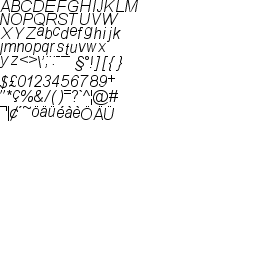 ABCDEFGHIJKLM
NOPQRSTUVW
XYZabcdefghijk
lmnopqrstuvwx
yz<>\';:·¨¯§°!][{}
$£0123456789+
"*ç%&/()=?`^¦@#
¬|¢´~öäüéàèÖÄÜ